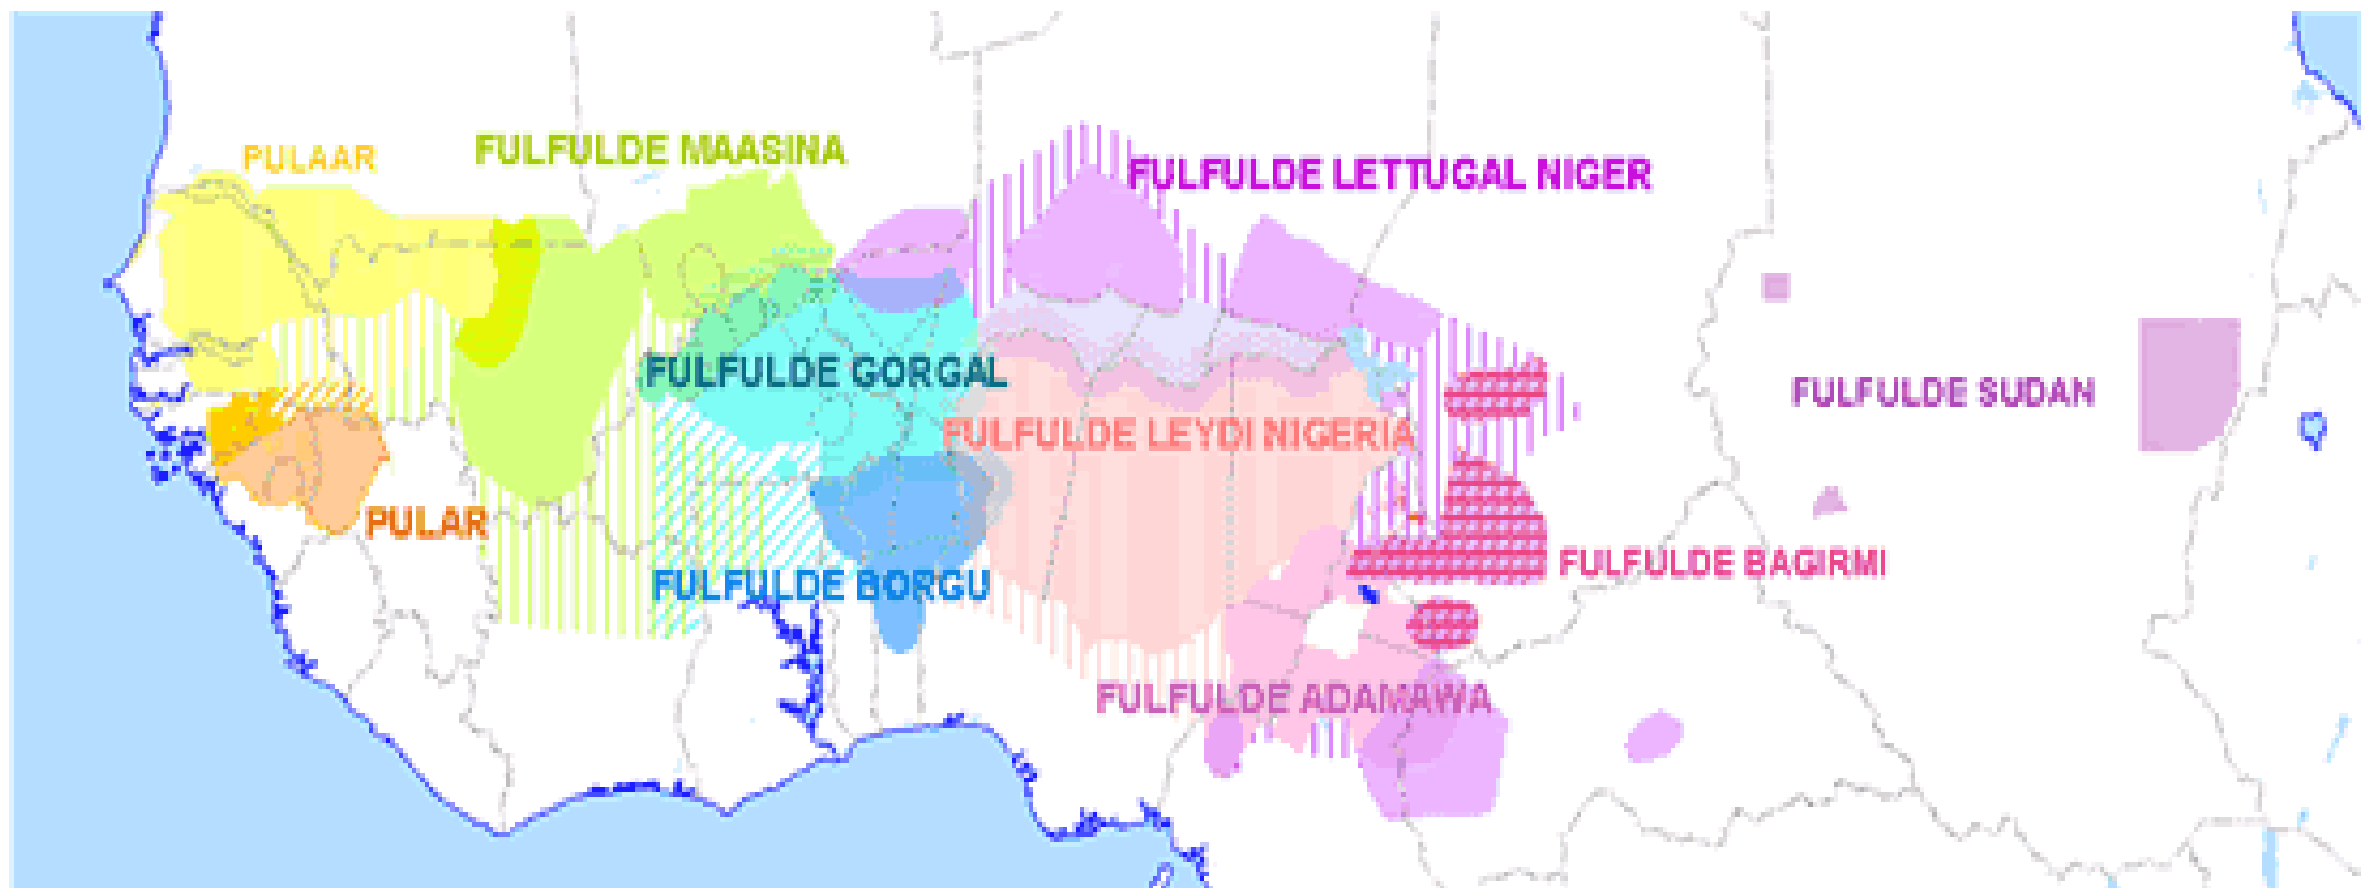 PULAAR
FULFULDE MAASINA
FULFULDE LETTUGAL NIGER
FULFULDE GORGAL
FULFULDE SUDAN
FULFULDE LEYDI NIGERIA
PULAR
FULFULDE BORGU
FULFULDE BAGIRMI
FULFULDE ADAMAWA